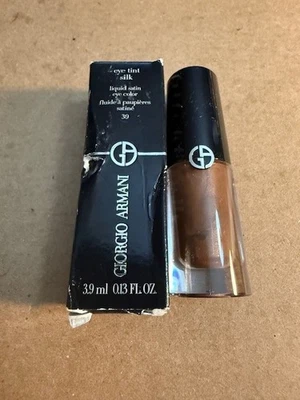 eye tint
silk
liquid satin
eye color
fluide à paupières
satiné
39
GIORGIO ARMANI
3.9 ml 0.13 FL. OZ.